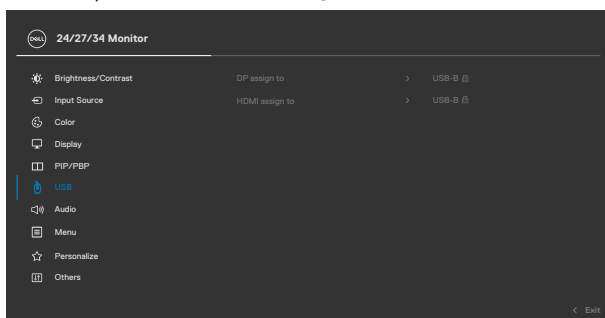 DELL 24/27/34 Monitor
Brightness/Contrast DP assign to > USB-B
Input Source HDMI assign to > USB-B
Color
Display
PIP/PBP
USB
Audio
Menu
Personalize
Others
< Exit